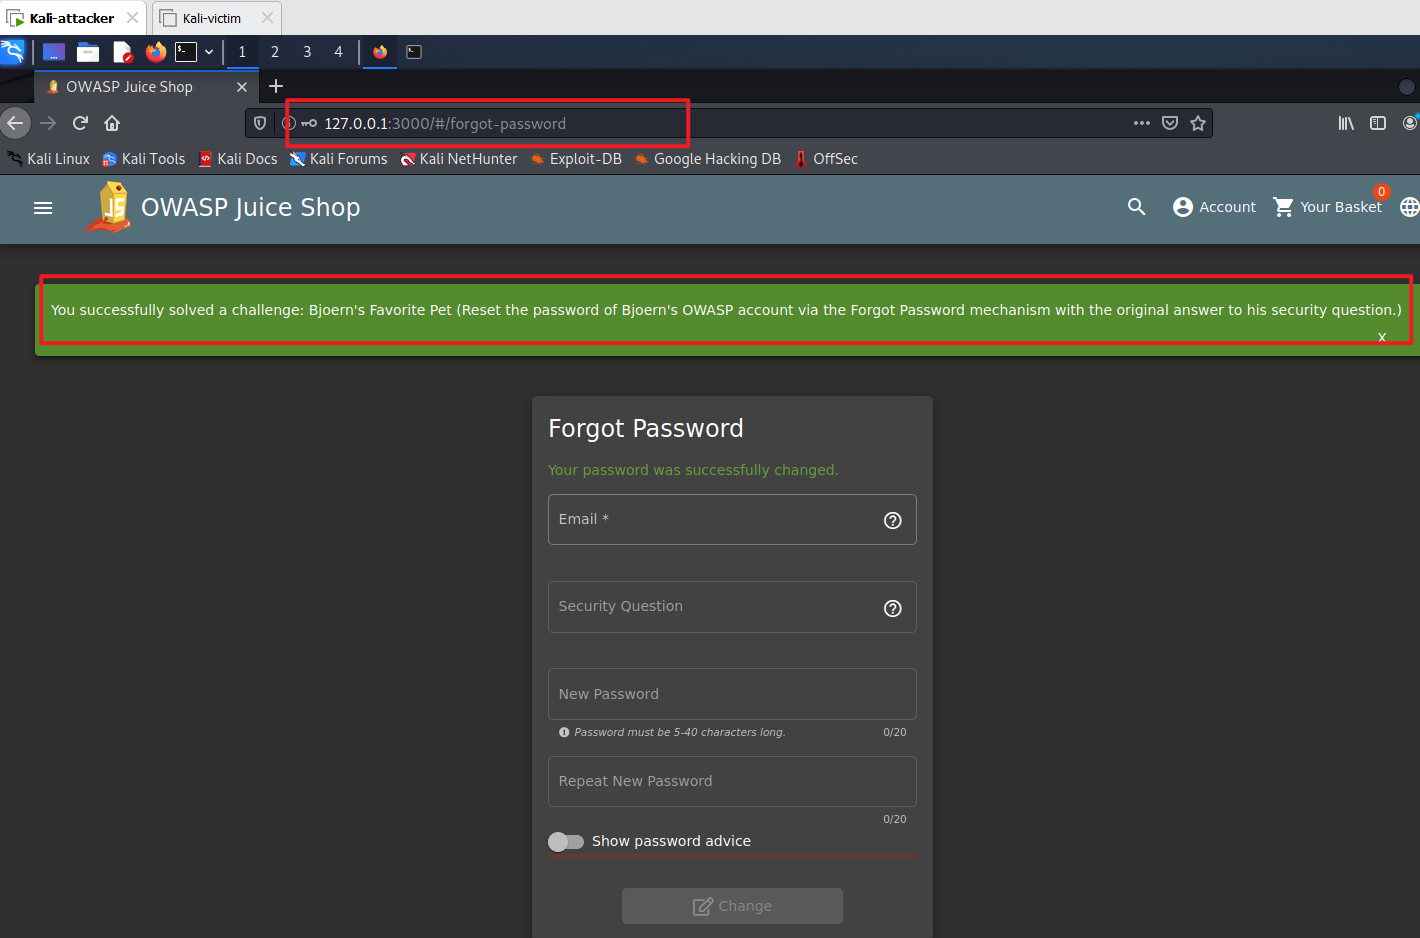 Kali-attacker
Kali-victim
1 2 3 4
OWASP Juice Shop
127.0.0.1:3000/#/forgot-password
Kali Linux Kali Tools Kali Docs Kali Forums Kali NetHunter Exploit-DB Google Hacking DB OffSec
OWASP Juice Shop
Account
Your Basket
0
You successfully solved a challenge: Bjoern's Favorite Pet (Reset the password of Bjoern's OWASP account via the Forgot Password mechanism with the original answer to his security question.)
X
Forgot Password
Your password was successfully changed.
Email *
Security Question
New Password
Password must be 5-40 characters long.
0/20
Repeat New Password
0/20
Show password advice
Change